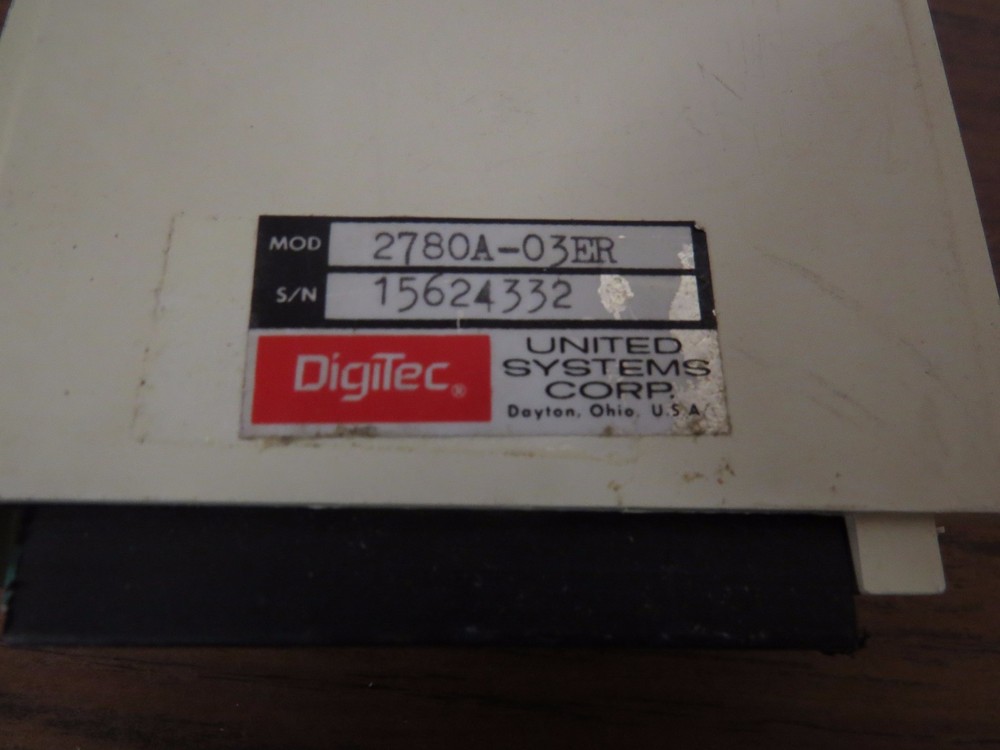 MOD 2780A-03ER
S/N 15624332
DigiTec®
UNITED
SYSTEMS
CORP.
Dayton, Ohio, U.S.A.